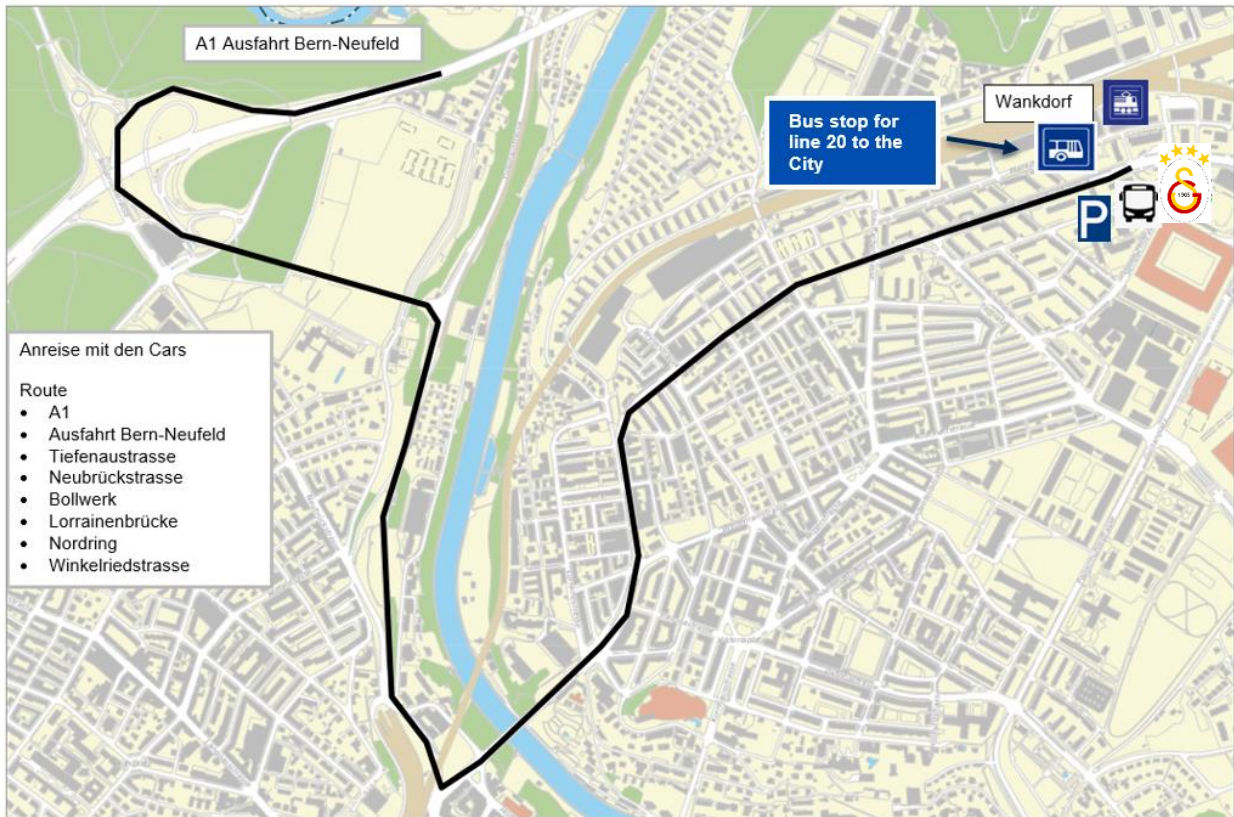 A1 Ausfahrt Bern-Neufeld
Wankdorf
Bus stop for
line 20 to the
City
P
1905
Anreise mit den Cars
Route
• A1
• Ausfahrt Bern-Neufeld
• Tiefenaustrasse
• Neubrückstrasse
• Bollwerk
• Lorrainenbrücke
• Nordring
• Winkelriedstrasse